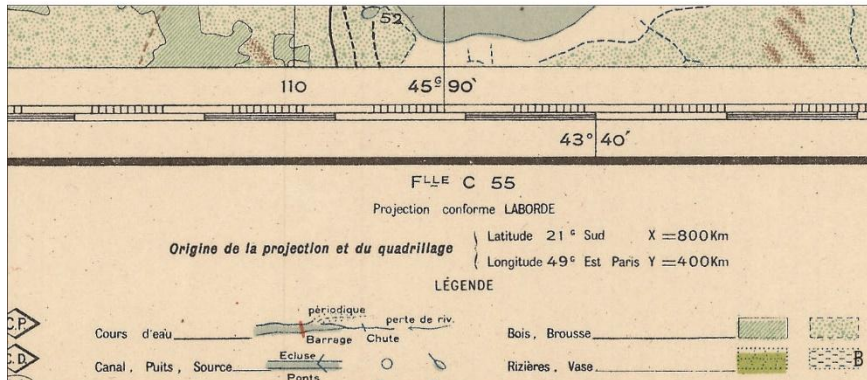 52
110
45ᴳ 90′
43° 40′
Fᴸᴸᴱ C 55
Projection conforme LABORDE
Origine de la projection et du quadrillage
Latitude 21ᴳ Sud X = 800 Km
Longitude 49ᴳ Est Paris Y = 400 Km
LÉGENDE
C.P.
Cours d'eau
périodique
perte de riv.
Barrage
Chute
Bois, Brousse
C.D.
Canal, Puits, Source
Ecluse
Ponts
Rizières, Vase
B